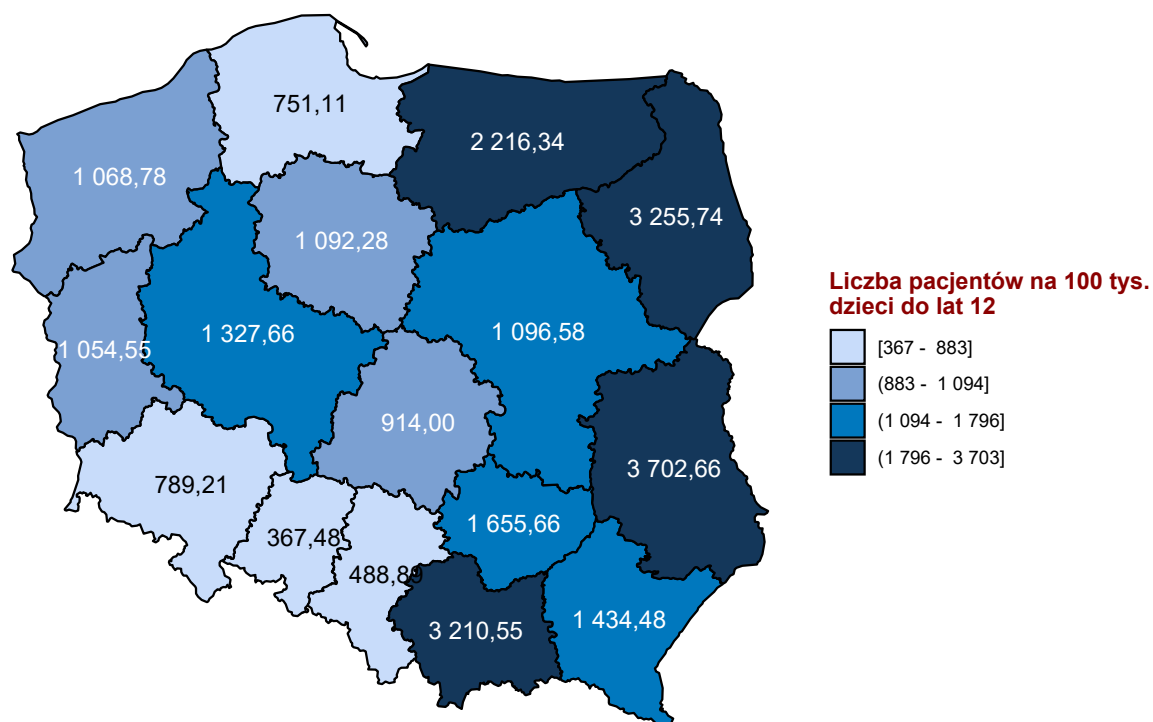 751,11
2 216,34
1 068,78
3 255,74
1 092,28
1 327,66
1 096,58
1 054,55
914,00
3 702,66
789,21
1 655,66
367,48
488,89
3 210,55
1 434,48
Liczba pacjentów na 100 tys.
dzieci do lat 12
[367 - 883]
(883 - 1 094]
(1 094 - 1 796]
(1 796 - 3 703]